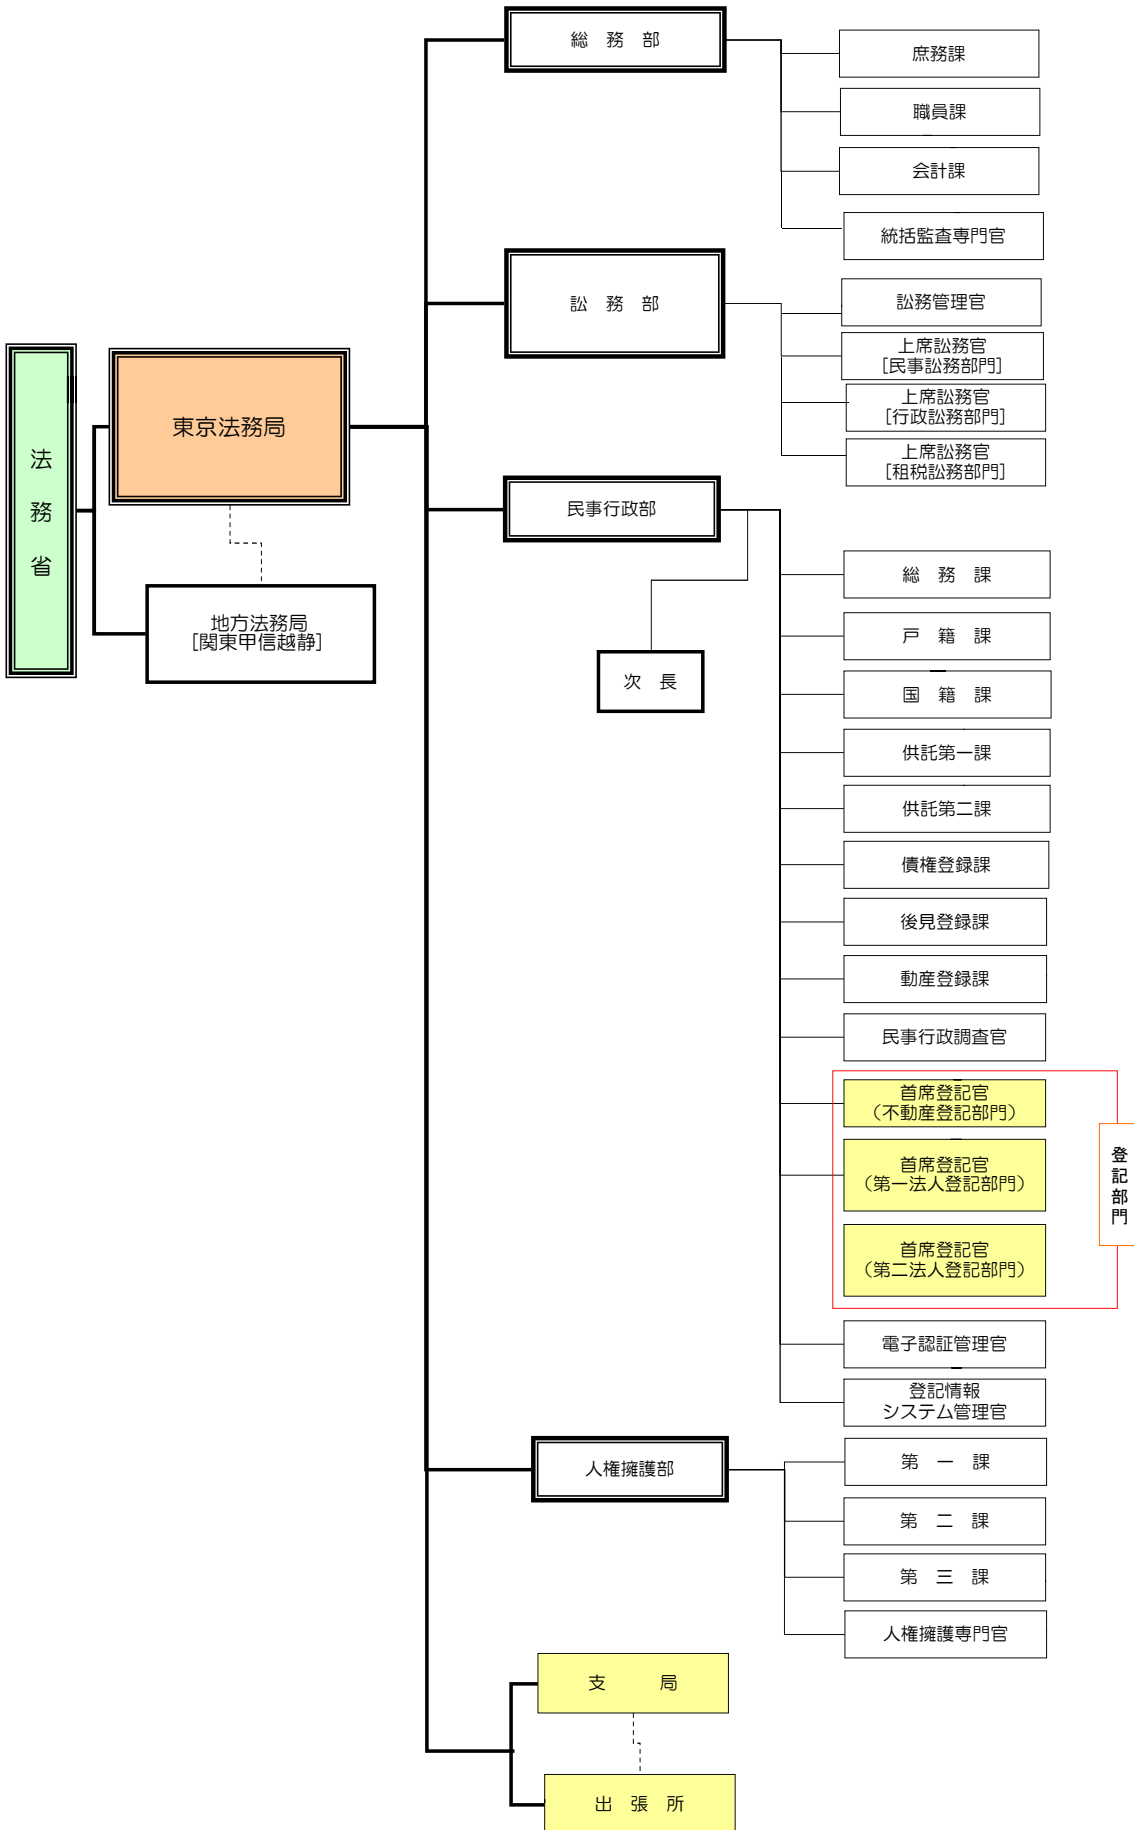 法務省
東京法務局
地方法務局
[関東甲信越静]
総　務　部
庶務課
職員課
会計課
統括監査専門官
訟　務　部
訟務管理官
上席訟務官
[民事訟務部門]
上席訟務官
[行政訟務部門]
上席訟務官
[租税訟務部門]
民事行政部
次　長
総　務　課
戸　籍　課
国　籍　課
供託第一課
供託第二課
債権登録課
後見登録課
動産登録課
民事行政調査官
首席登記官
（不動産登記部門）
首席登記官
（第一法人登記部門）
首席登記官
（第二法人登記部門）
登記部門
電子認証管理官
登記情報
システム管理官
人権擁護部
第　一　課
第　二　課
第　三　課
人権擁護専門官
支　　　局
出　張　所